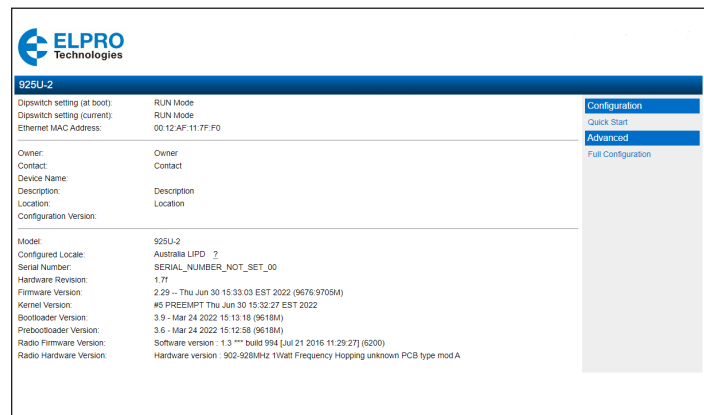 ELPRO
Technologies
925U-2
Dipswitch setting (at boot): RUN Mode
Dipswitch setting (current): RUN Mode
Ethernet MAC Address: 00:12:AF:11:7F:F0
Configuration
Quick Start
Advanced
Full Configuration
Owner: Owner
Contact: Contact
Device Name:
Description: Description
Location: Location
Configuration Version:
Model: 925U-2
Configured Locale: Australia LIPD ?
Serial Number: SERIAL_NUMBER_NOT_SET_00
Hardware Revision: 1.7f
Firmware Version: 2.29 -- Thu Jun 30 15:33:03 EST 2022 (9676:9705M)
Kernel Version: #5 PREEMPT Thu Jun 30 15:32:27 EST 2022
Bootloader Version: 3.9 - Mar 24 2022 15:13:18 (9618M)
Prebootloader Version: 3.6 - Mar 24 2022 15:12:58 (9618M)
Radio Firmware Version: Software version : 1.3 *** build 994 [Jul 21 2016 11:29:27] (6200)
Radio Hardware Version: Hardware version : 902-928MHz 1Watt Frequency Hopping unknown PCB type mod A